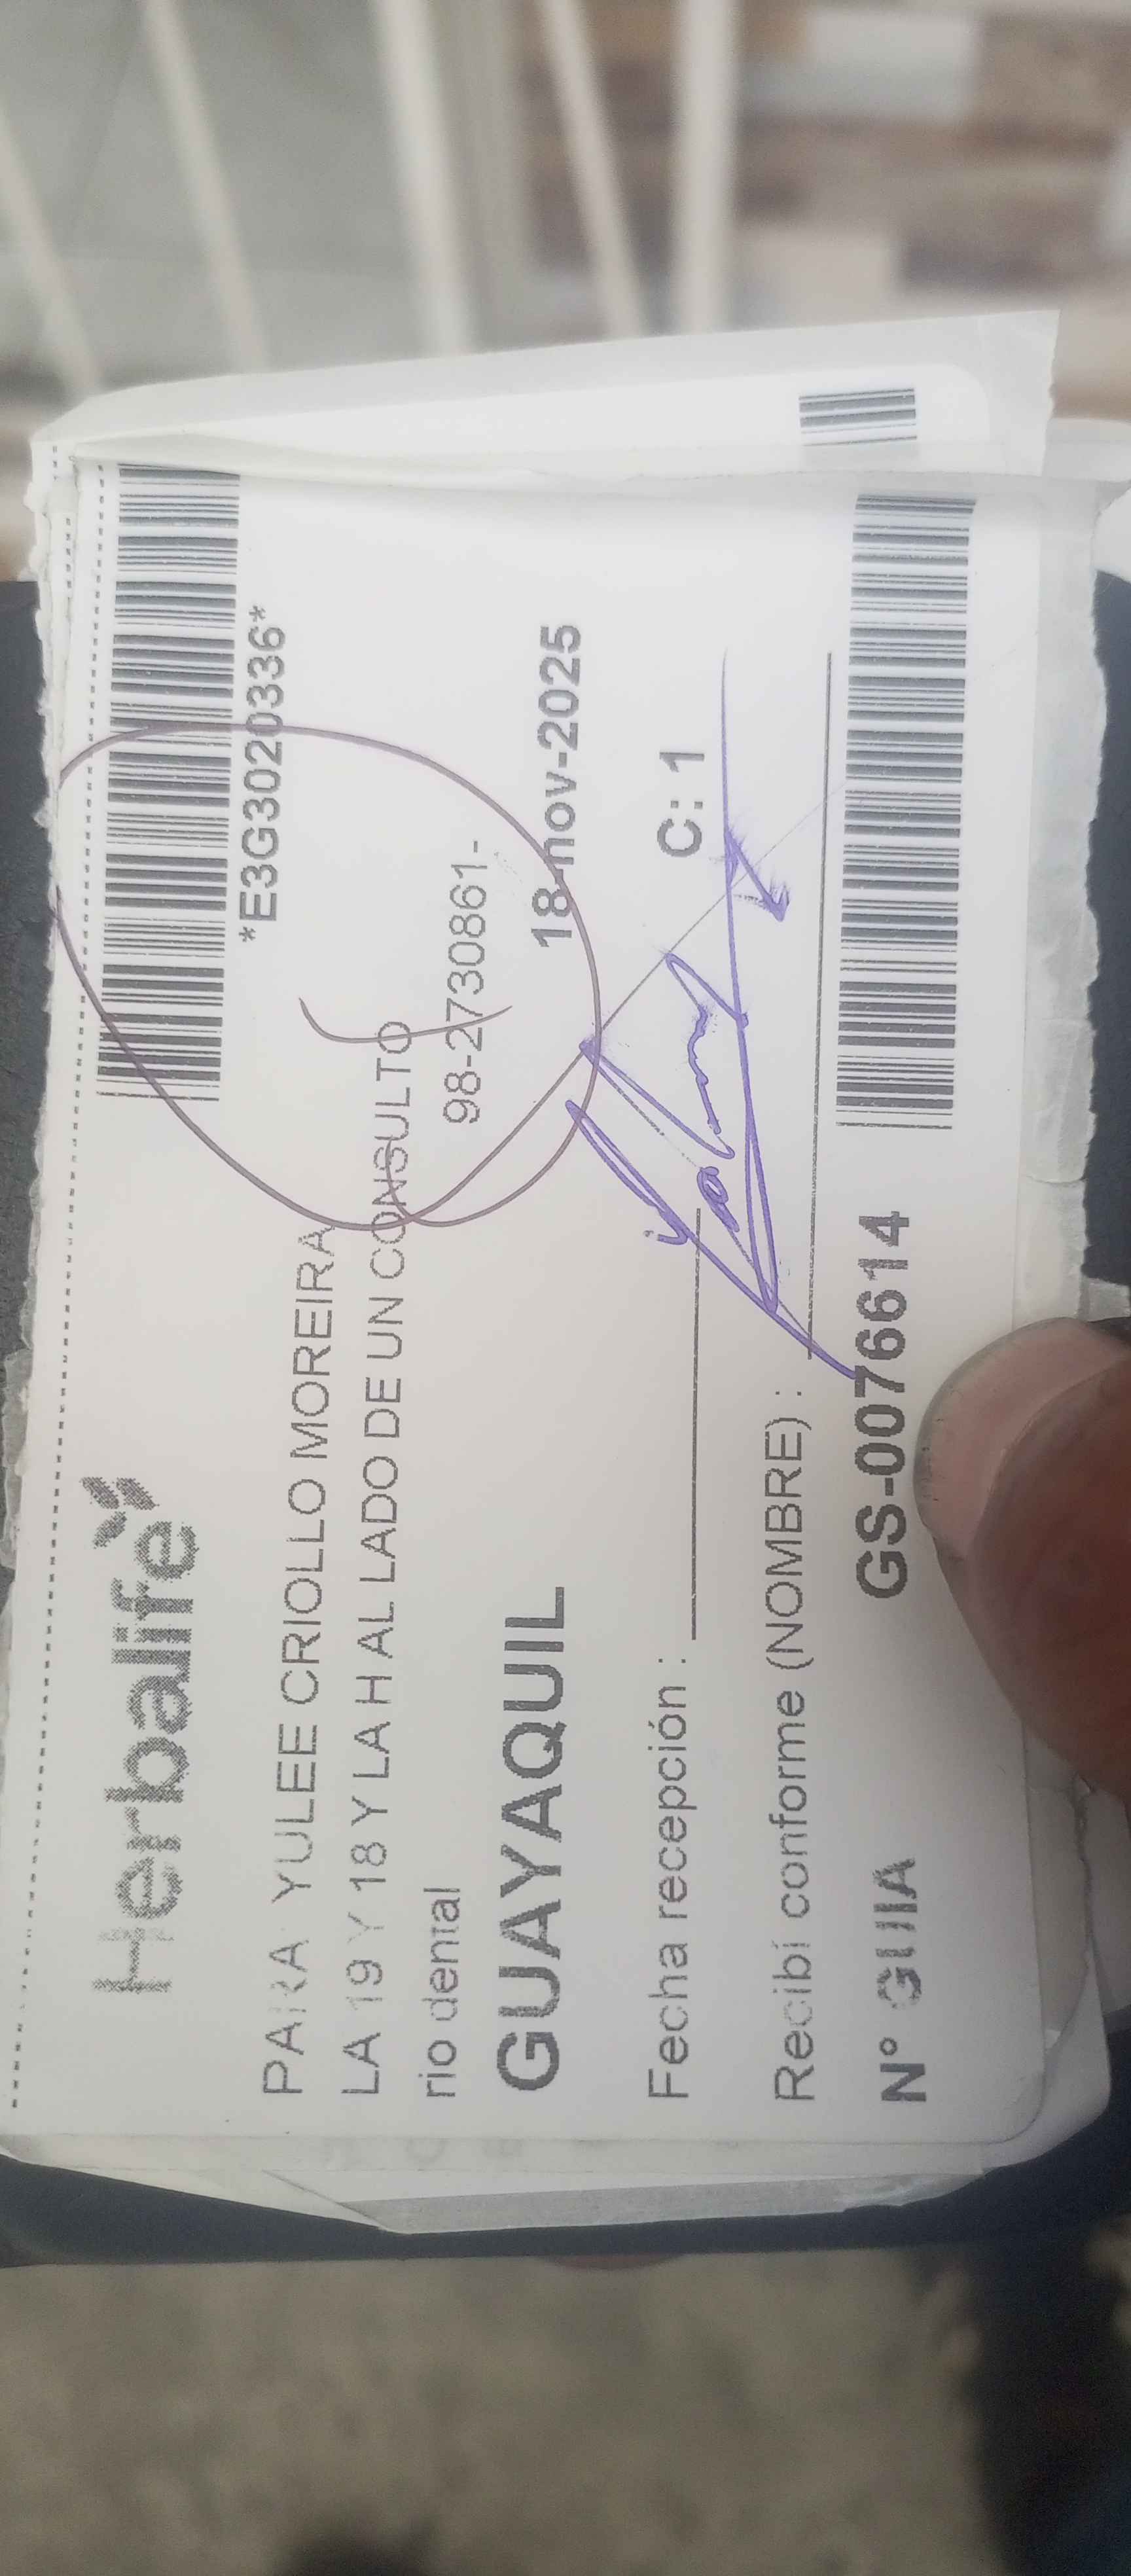 Herbalife
*E3G3020336*
PARA YULEE CRIOLLO MOREIRA
LA 19 Y 18 Y LA H AL LADO DE UN CONSULTO
rio dental 98-2730861-
GUAYAQUIL 18-nov-2025
Fecha recepción : C: 1
Recibí conforme (NOMBRE) :
N° GUIA GS-0076614